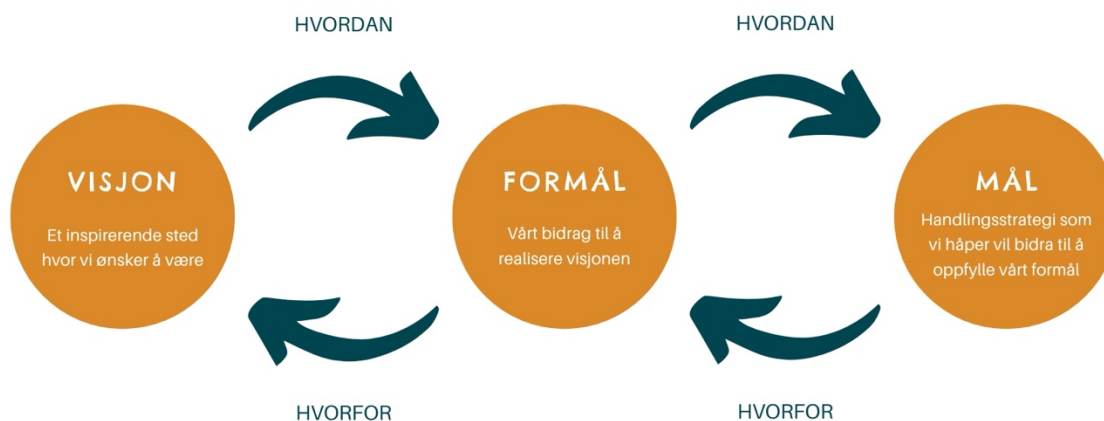 HVORDAN
HVORDAN
VISJON
Et inspirerende sted
hvor vi ønsker å være
FORMÅL
Vårt bidrag til å
realisere visjonen
MÅL
Handlingsstrategi som
vi håper vil bidra til å
oppfylle vårt formål
HVORFOR
HVORFOR